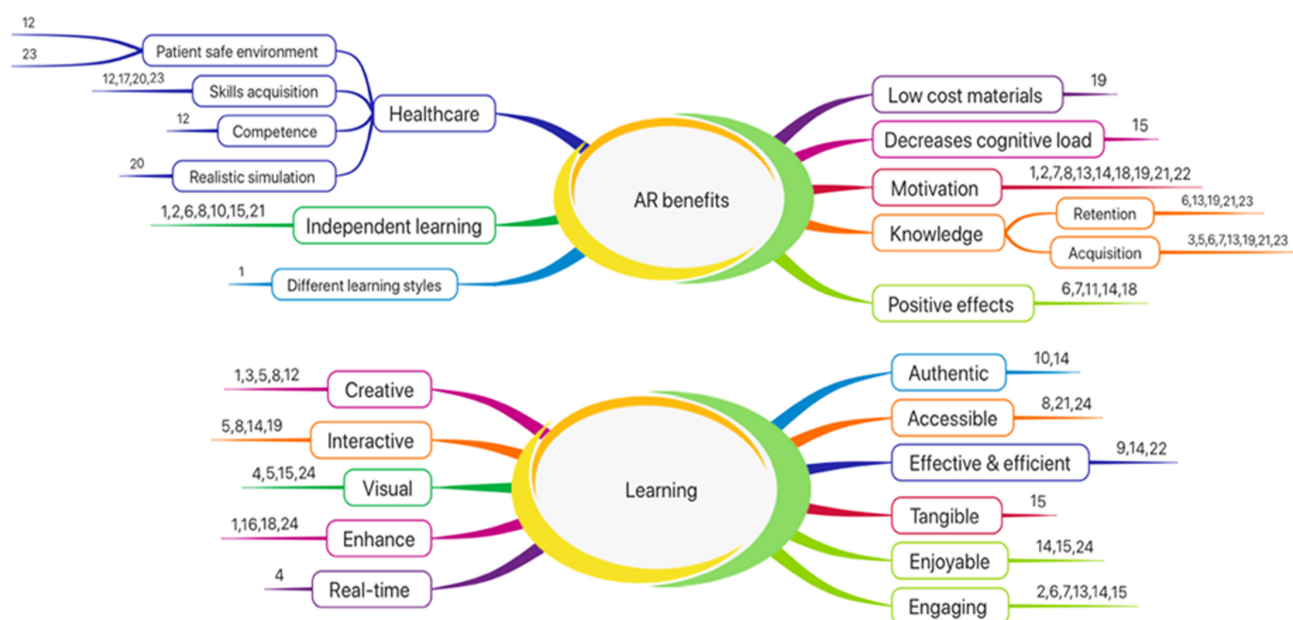 12
23
Patient safe environment
12,17,20,23
Skills acquisition
12
Competence
20
Realistic simulation
Healthcare
1,2,6,8,10,15,21
Independent learning
1
Different learning styles
AR benefits
Low cost materials
19
Decreases cognitive load
15
Motivation
1,2,7,8,13,14,18,19,21,22
Knowledge
Retention
6,13,19,21,23
Acquisition
3,5,6,7,13,19,21,23
Positive effects
6,7,11,14,18
1,3,5,8,12
Creative
5,8,14,19
Interactive
4,5,15,24
Visual
1,16,18,24
Enhance
4
Real-time
Learning
Authentic
10,14
Accessible
8,21,24
Effective & efficient
9,14,22
Tangible
15
Enjoyable
14,15,24
Engaging
2,6,7,13,14,15